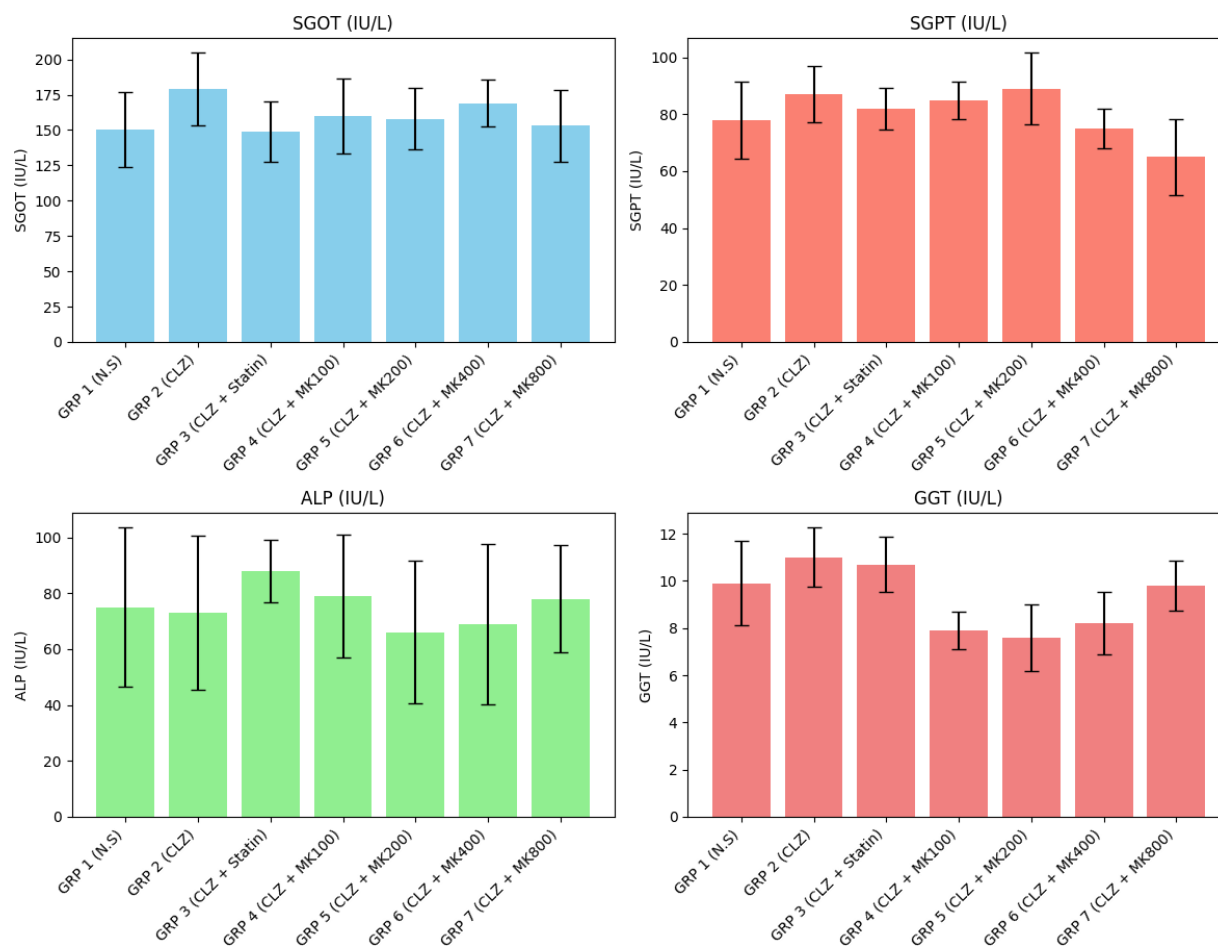 SGOT (IU/L)
SGOT (IU/L)
200
175
150
125
100
75
50
25
0
GRP 1 (N.S)
GRP 2 (CLZ)
GRP 3 (CLZ + Statin)
GRP 4 (CLZ + MK100)
GRP 5 (CLZ + MK200)
GRP 6 (CLZ + MK400)
GRP 7 (CLZ + MK800)
SGPT (IU/L)
SGPT (IU/L)
100
80
60
40
20
0
GRP 1 (N.S)
GRP 2 (CLZ)
GRP 3 (CLZ + Statin)
GRP 4 (CLZ + MK100)
GRP 5 (CLZ + MK200)
GRP 6 (CLZ + MK400)
GRP 7 (CLZ + MK800)
ALP (IU/L)
ALP (IU/L)
100
80
60
40
20
0
GRP 1 (N.S)
GRP 2 (CLZ)
GRP 3 (CLZ + Statin)
GRP 4 (CLZ + MK100)
GRP 5 (CLZ + MK200)
GRP 6 (CLZ + MK400)
GRP 7 (CLZ + MK800)
GGT (IU/L)
GGT (IU/L)
12
10
8
6
4
2
0
GRP 1 (N.S)
GRP 2 (CLZ)
GRP 3 (CLZ + Statin)
GRP 4 (CLZ + MK100)
GRP 5 (CLZ + MK200)
GRP 6 (CLZ + MK400)
GRP 7 (CLZ + MK800)